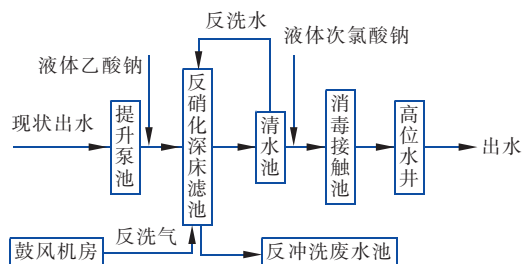 反洗水
液体次氯酸钠
液体乙酸钠
现状出水
提升泵池
反硝化深床滤池
清水池
消毒接触池
高位水井
出水
反洗气
鼓风机房
反冲洗废水池